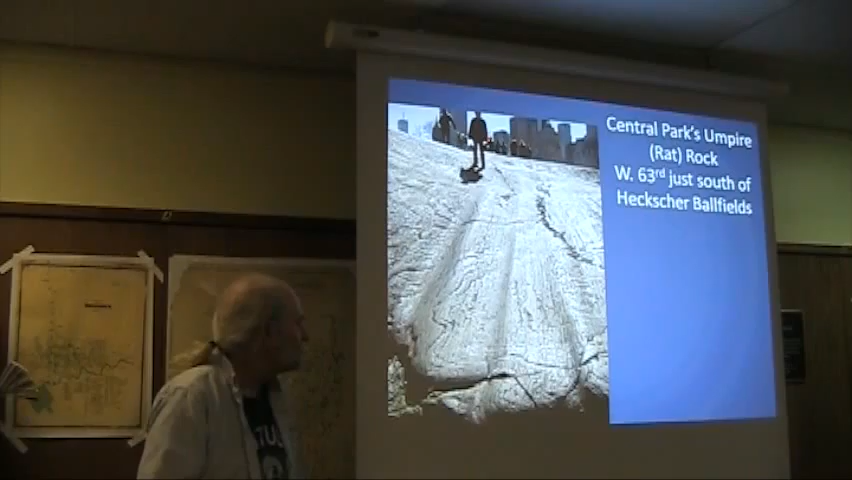 Central Park's Umpire
(Rat) Rock
W. 63rd just south of
Heckscher Ballfields